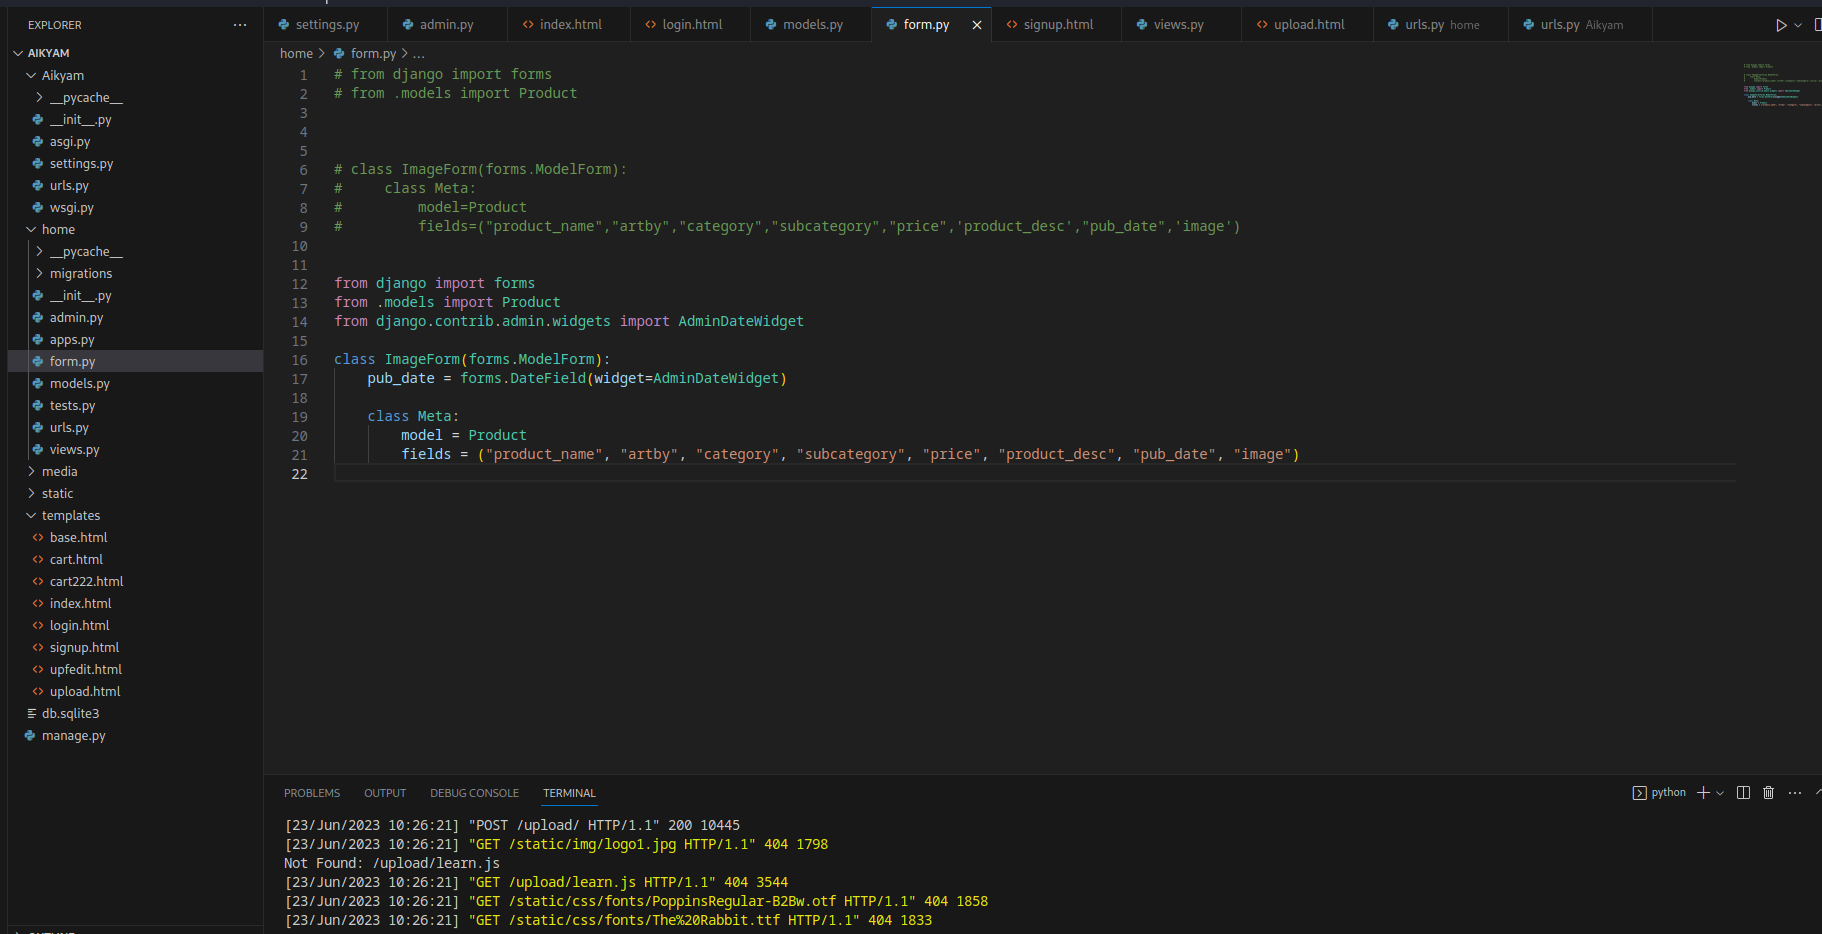 EXPLORER
AIKYAM
Aikyam
__pycache__
__init__.py
asgi.py
settings.py
urls.py
wsgi.py
home
__pycache__
migrations
__init__.py
admin.py
apps.py
form.py
models.py
tests.py
urls.py
views.py
media
static
templates
base.html
cart.html
cart222.html
index.html
login.html
signup.html
upfedit.html
upload.html
db.sqlite3
manage.py
settings.py admin.py index.html login.html models.py form.py signup.html views.py upload.html urls.py home urls.py Aikyam
home > form.py > ...
1 # from django import forms
2 # from .models import Product
3
4
5
6 # class ImageForm(forms.ModelForm):
7 #     class Meta:
8 #         model=Product
9 #         fields=("product_name","artby","category","subcategory","price",'product_desc',"pub_date",'image')
10
11
12 from django import forms
13 from .models import Product
14 from django.contrib.admin.widgets import AdminDateWidget
15
16 class ImageForm(forms.ModelForm):
17     pub_date = forms.DateField(widget=AdminDateWidget)
18
19     class Meta:
20         model = Product
21         fields = ("product_name", "artby", "category", "subcategory", "price", "product_desc", "pub_date", "image")
22
PROBLEMS OUTPUT DEBUG CONSOLE TERMINAL
python
[23/Jun/2023 10:26:21] "POST /upload/ HTTP/1.1" 200 10445
[23/Jun/2023 10:26:21] "GET /static/img/logo1.jpg HTTP/1.1" 404 1798
Not Found: /upload/learn.js
[23/Jun/2023 10:26:21] "GET /upload/learn.js HTTP/1.1" 404 3544
[23/Jun/2023 10:26:21] "GET /static/css/fonts/PoppinsRegular-B2Bw.otf HTTP/1.1" 404 1858
[23/Jun/2023 10:26:21] "GET /static/css/fonts/The%20Rabbit.ttf HTTP/1.1" 404 1833